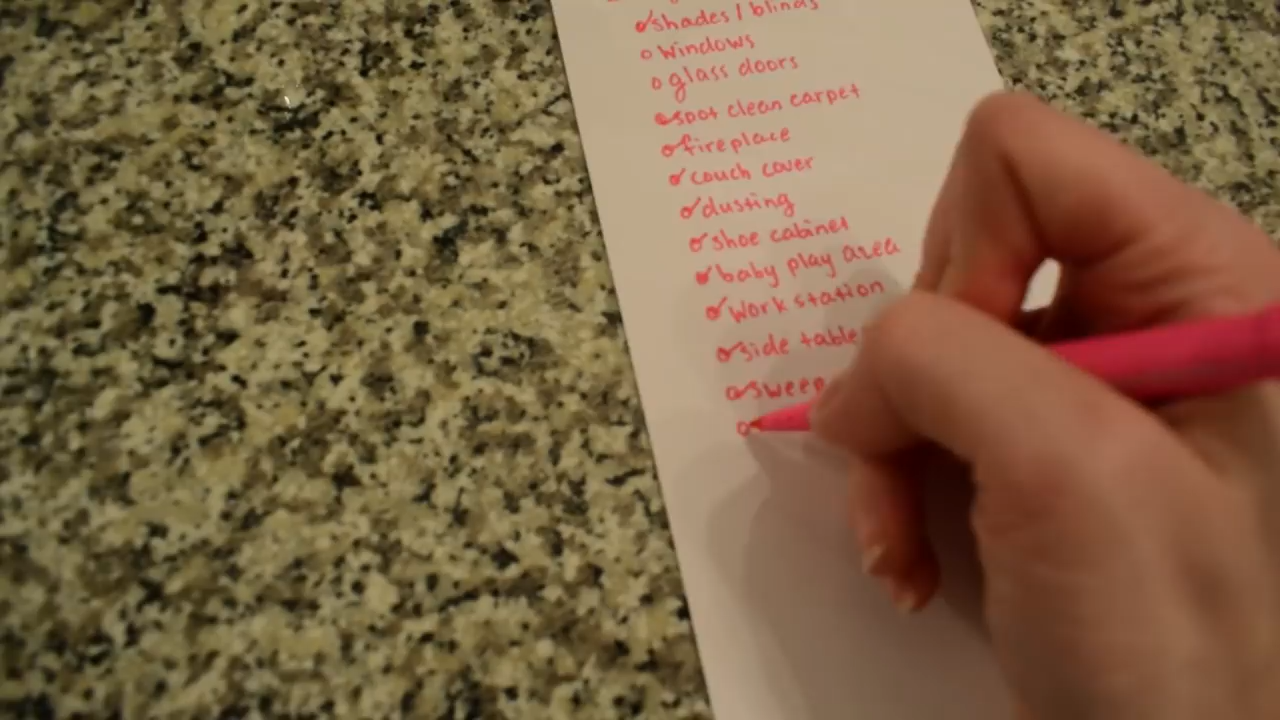 shades/blinds
windows
glass doors
spot clean carpet
fireplace
couch cover
dusting
shoe cabinet
baby play area
work station
side table
sweep